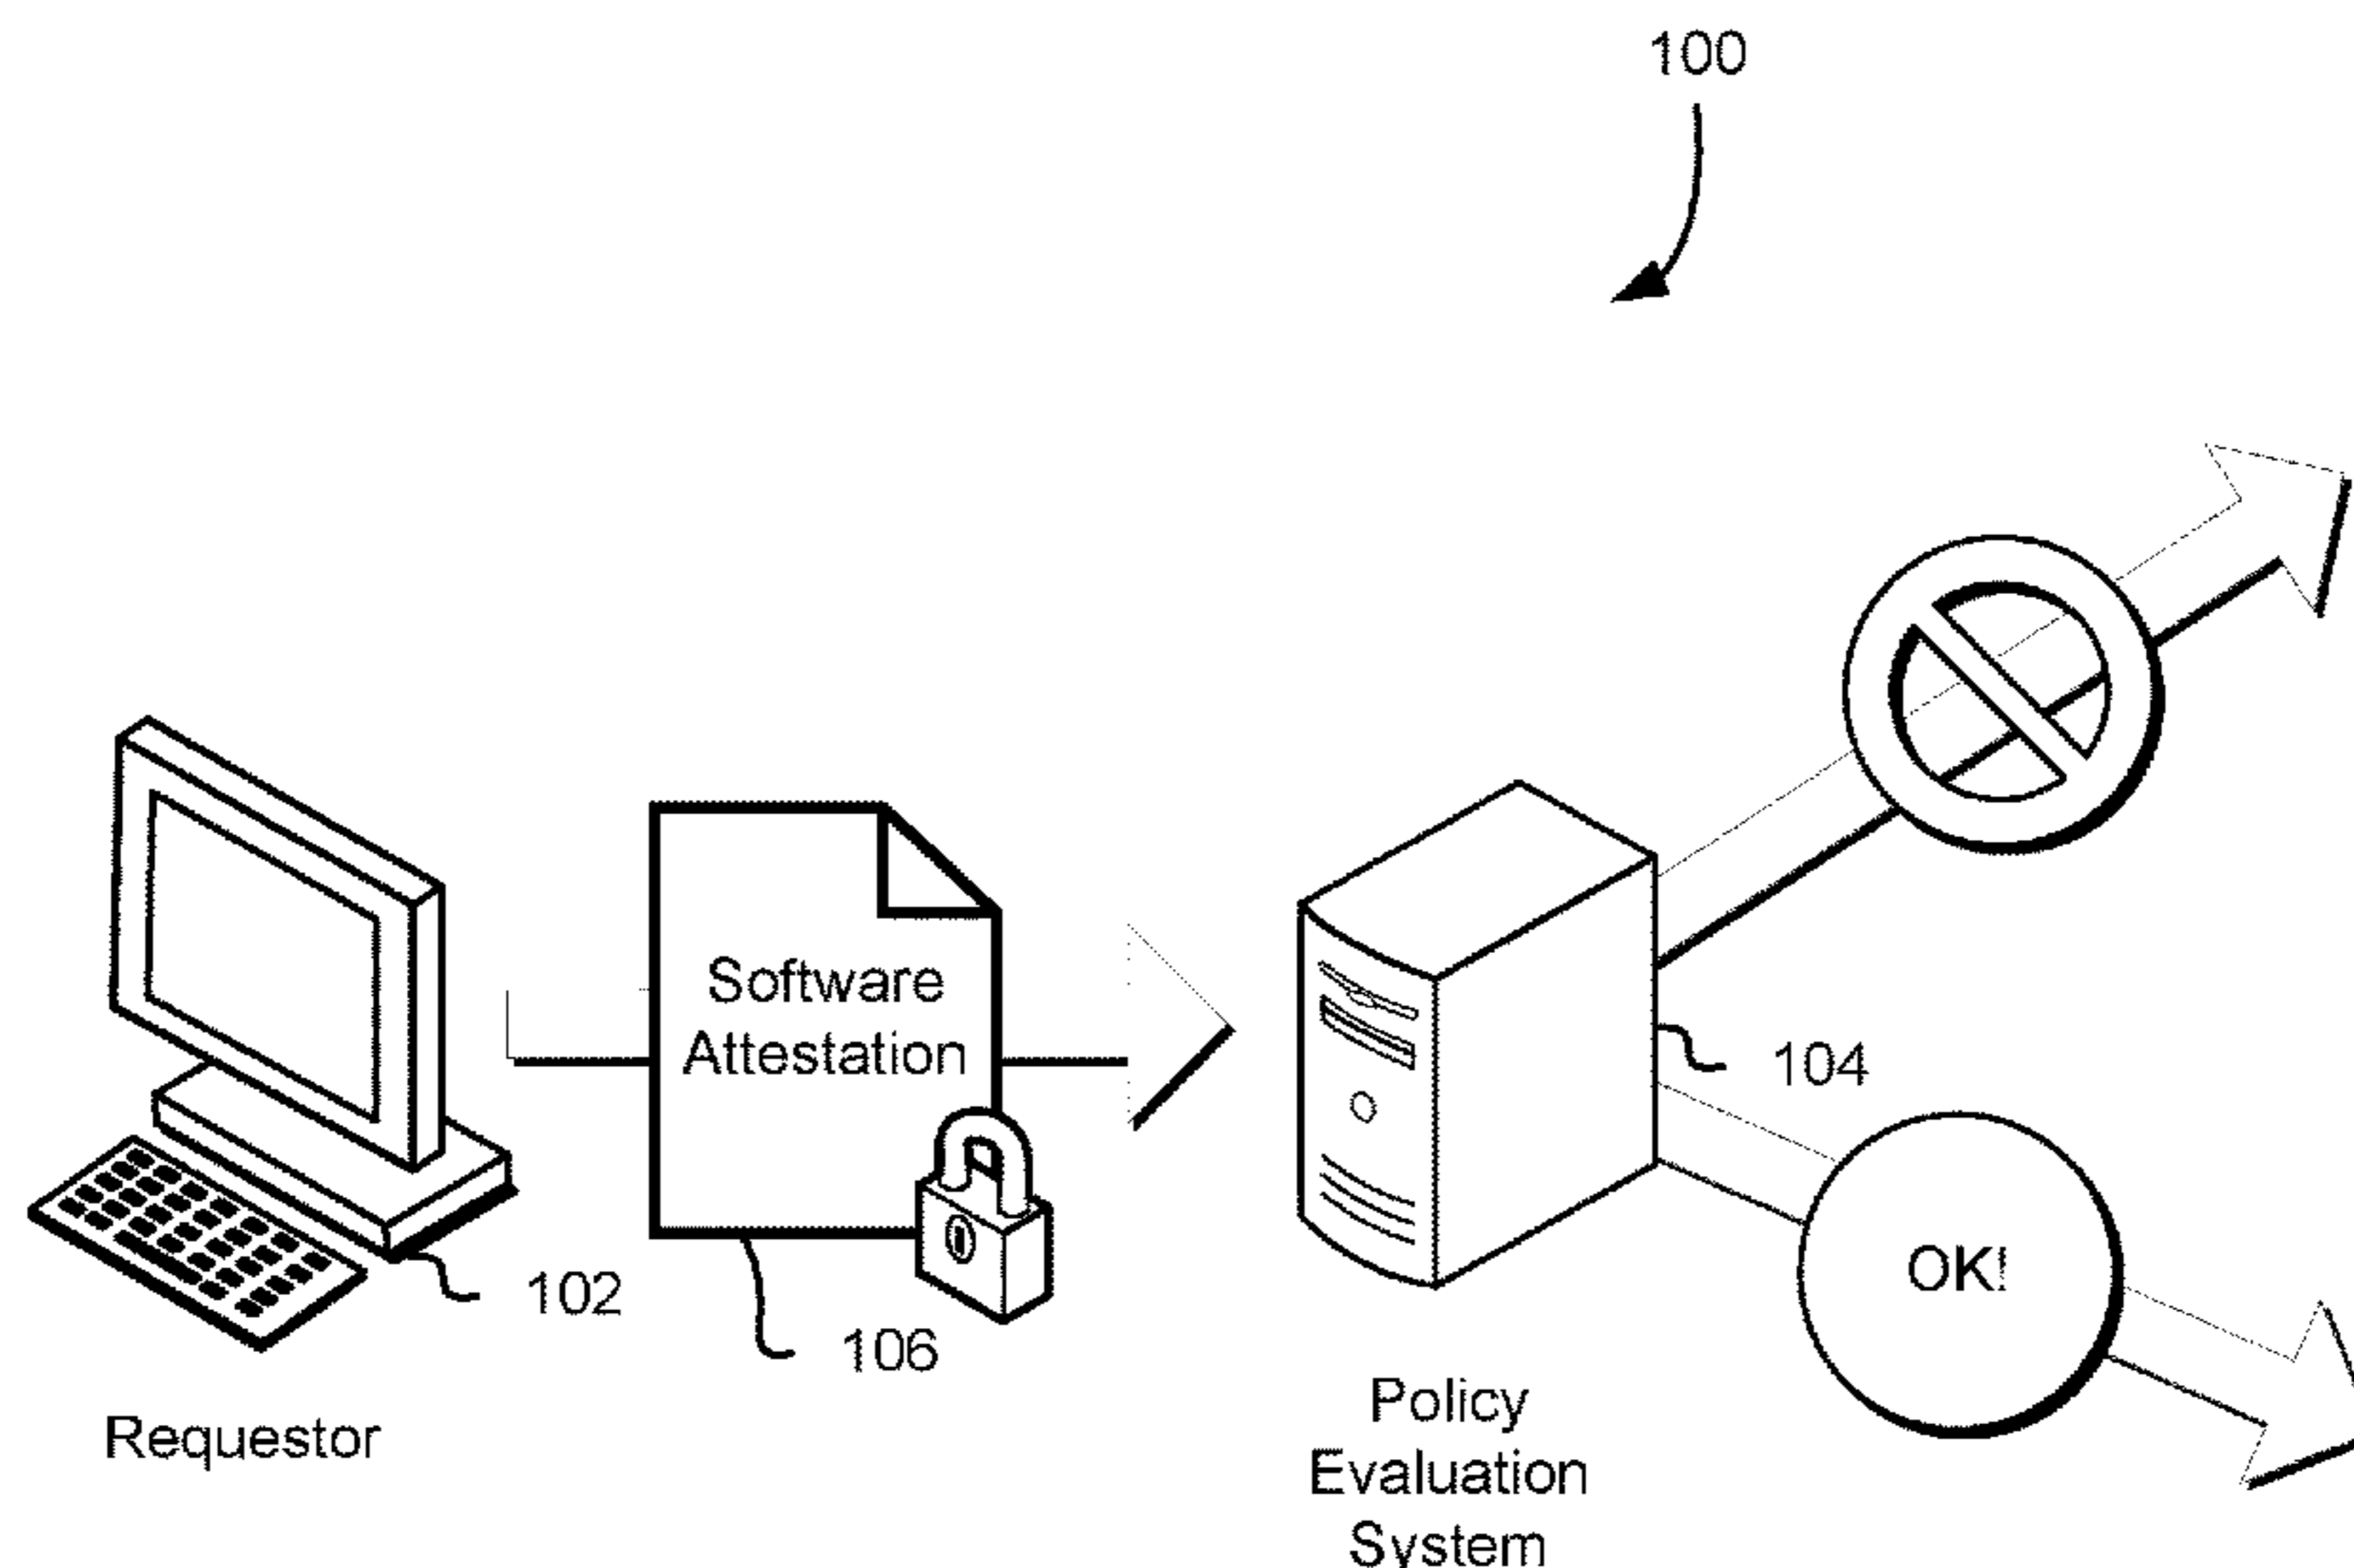 100
Software
Attestation
104
102
OK!
106
Requestor
Policy
Evaluation
System